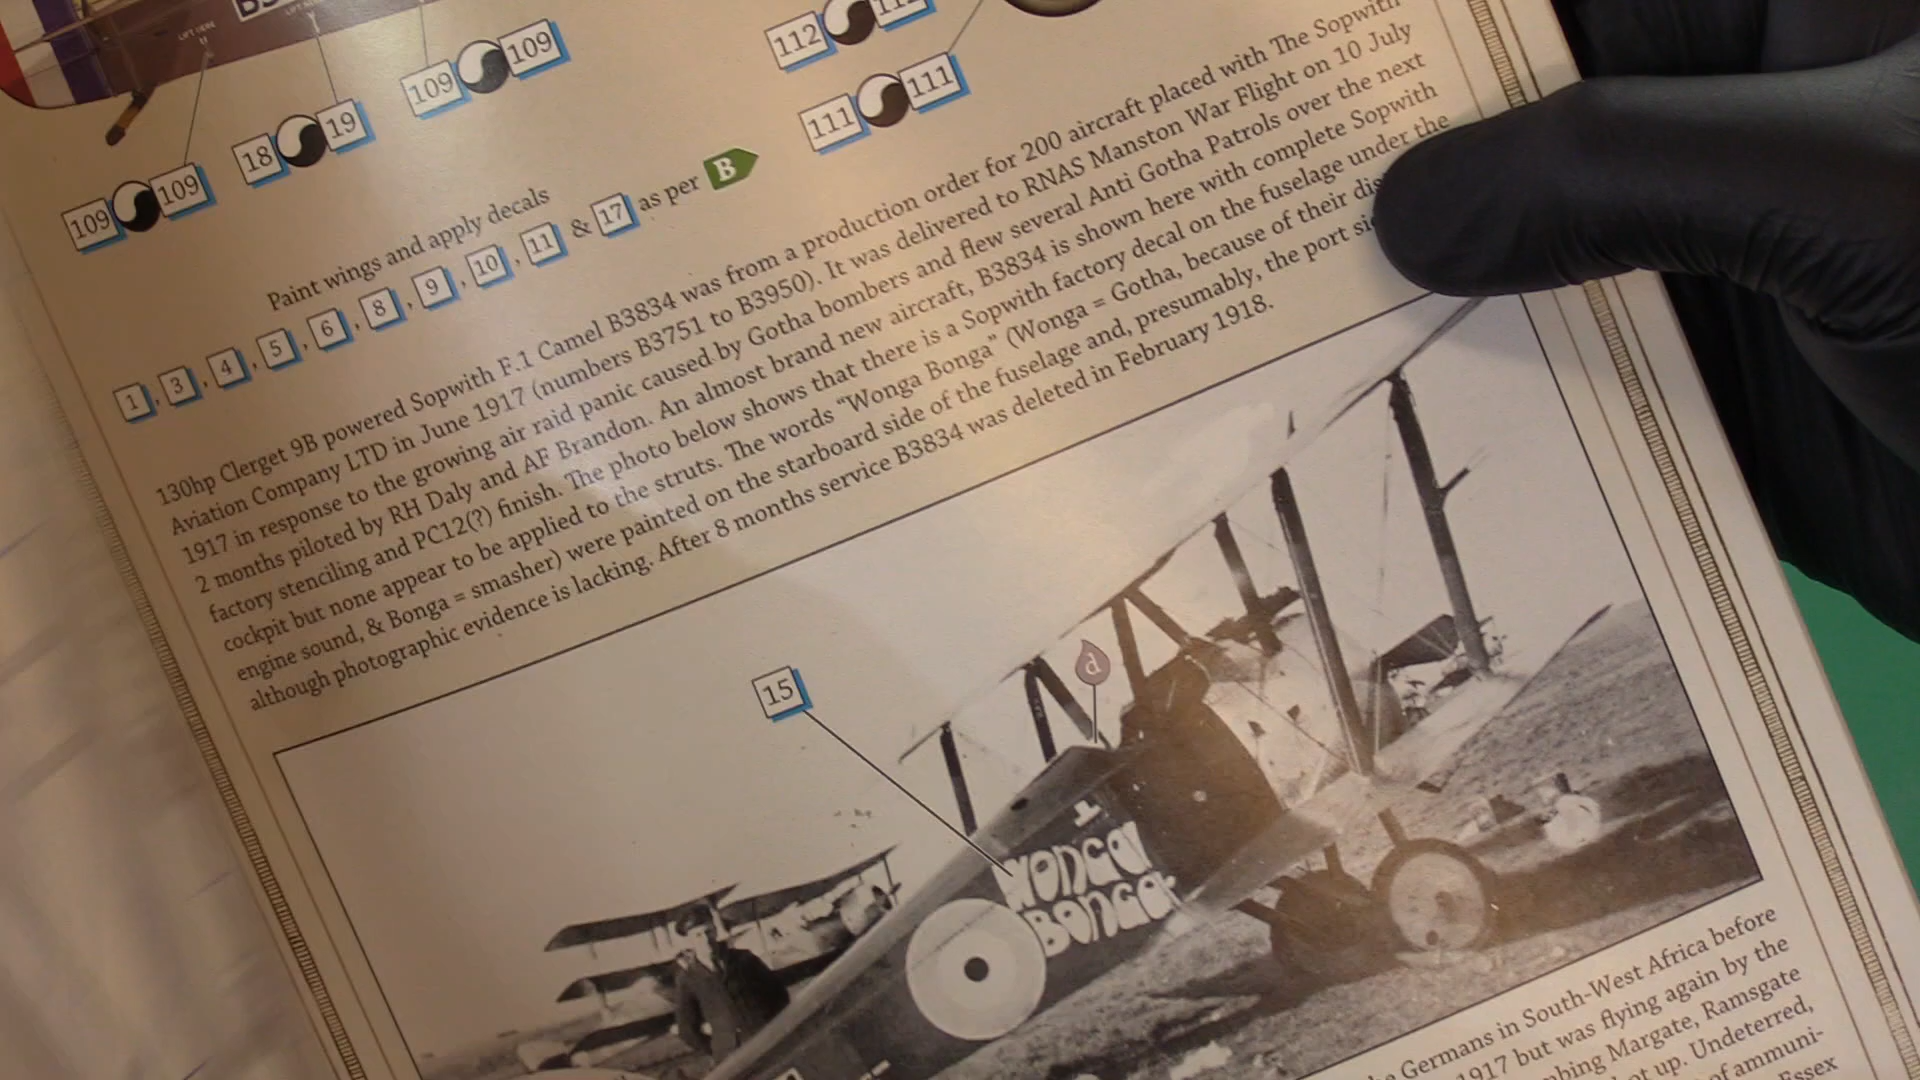 LIFT HERE
109 109
112
109 109
18 19
111 111
109 109
Paint wings and apply decals
1, 3, 4, 5, 6, 8, 9, 10, 11 & 17 as per B
130hp Clerget 9B powered Sopwith F.1 Camel B3834 was from a production order for 200 aircraft placed with The Sopwith
Aviation Company LTD in June 1917 (numbers B3751 to B3950). It was delivered to RNAS Manston War Flight on 10 July
1917 in response to the growing air raid panic caused by Gotha bombers and flew several Anti Gotha Patrols over the next
2 months piloted by RH Daly and AF Brandon. An almost brand new aircraft, B3834 is shown here with complete Sopwith
factory stenciling and PC12(?) finish. The photo below shows that there is a Sopwith factory decal on the fuselage under the
cockpit but none appear to be applied to the struts. The words “Wonga Bonga” (Wonga = Gotha, because of their
engine sound, & Bonga = smasher) were painted on the starboard side of the fuselage and, presumably, the port
although photographic evidence is lacking. After 8 months service B3834 was deleted in February 1918.
15
d
WONGA
BONGA
Germans in South-West Africa before
1917 but was flying again by the
Margate, Ramsgate
up. Undeterred,
of ammuni-
Essex